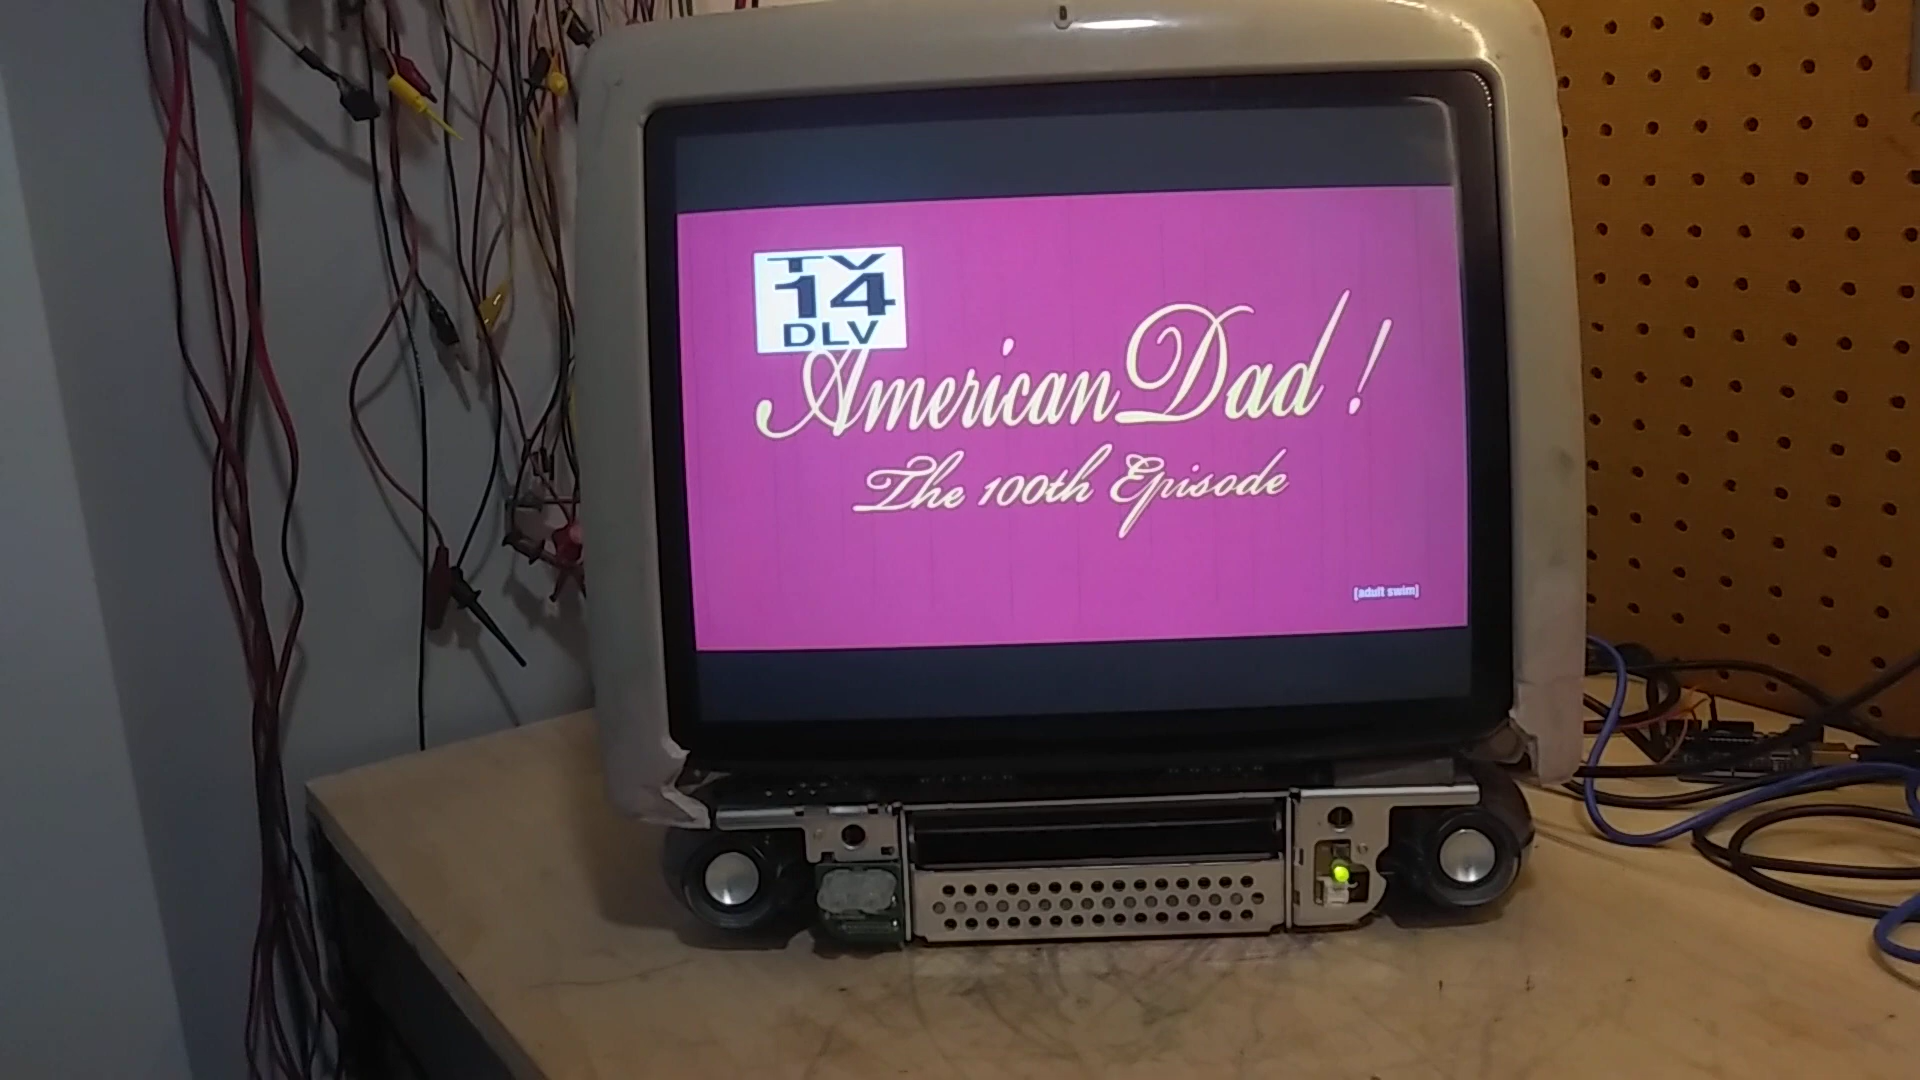 TV
14
DLV
American Dad!
The 100th Episode
[adult swim]